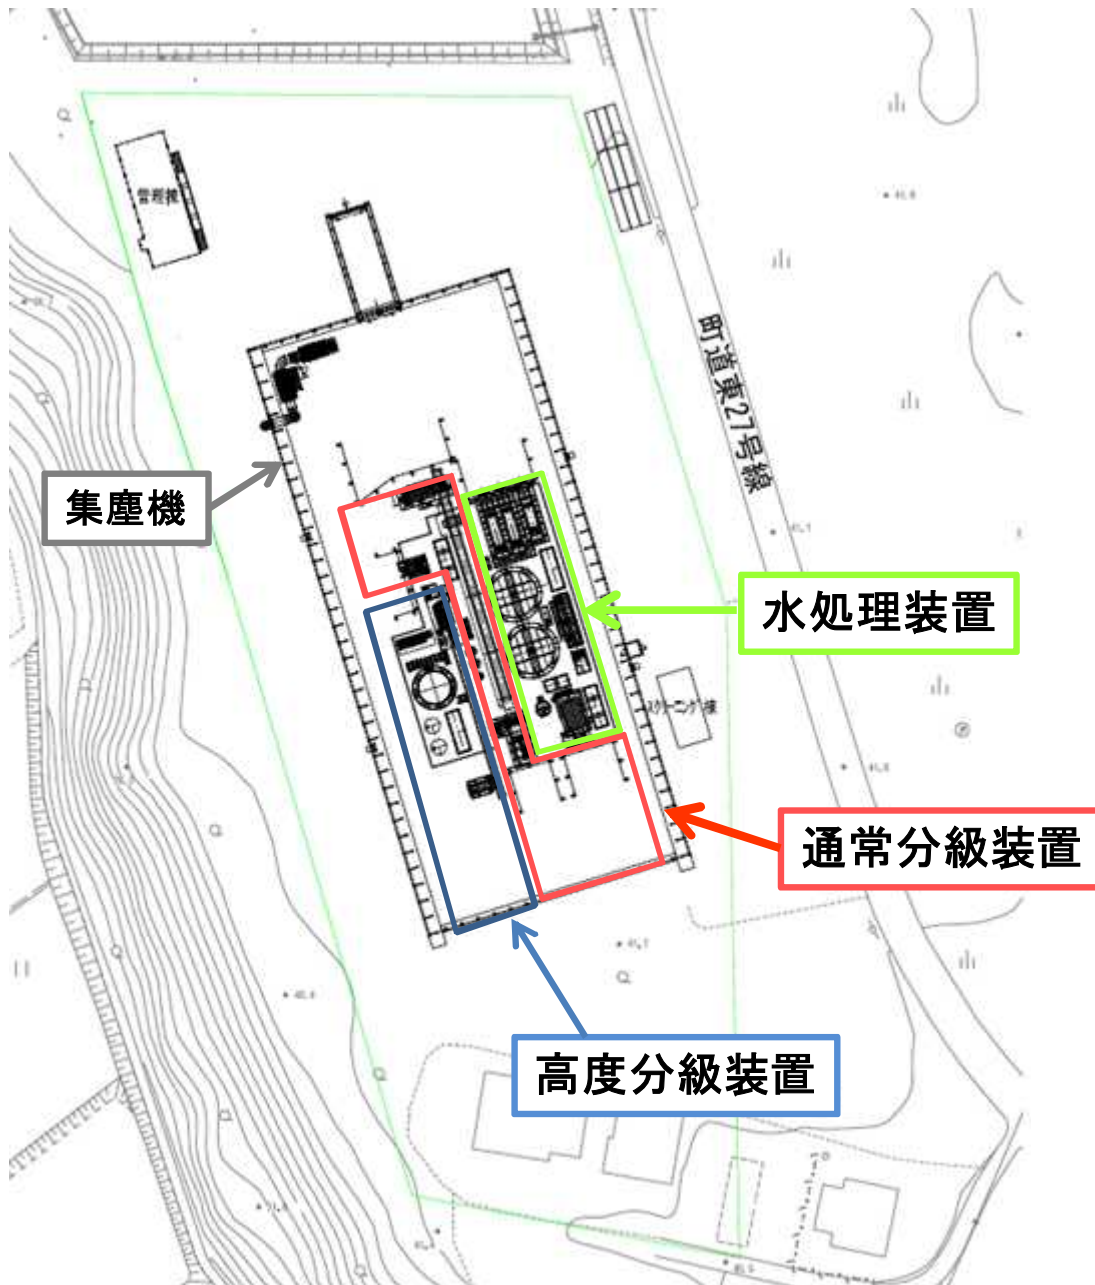 管理棟
町道東27号線
集塵機
水処理装置
スクリーニング棟
通常分級装置
高度分級装置